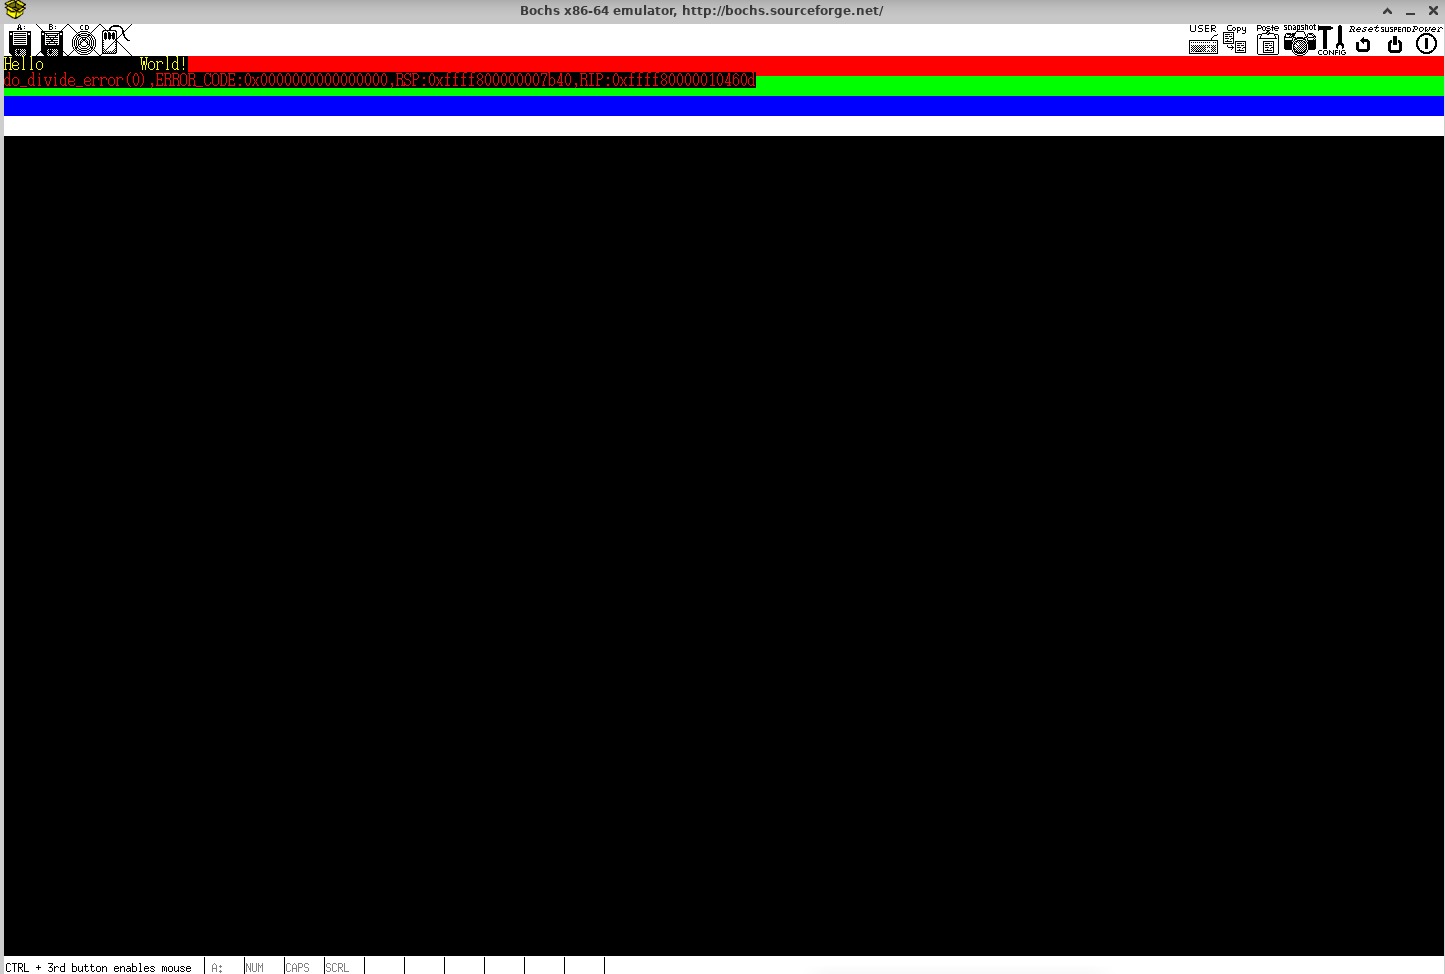 Bochs x86-64 emulator, http://bochs.sourceforge.net/
A: B: CD USER Copy Paste snapshot CONFIG Reset SUSPEND Power
Hello World!
do_divide_error(0),ERROR_CODE:0x0000000000000000,RSP:0xffff800000007b40,RIP:0xffff80000010460d
CTRL + 3rd button enables mouse A: NUM CAPS SCRL